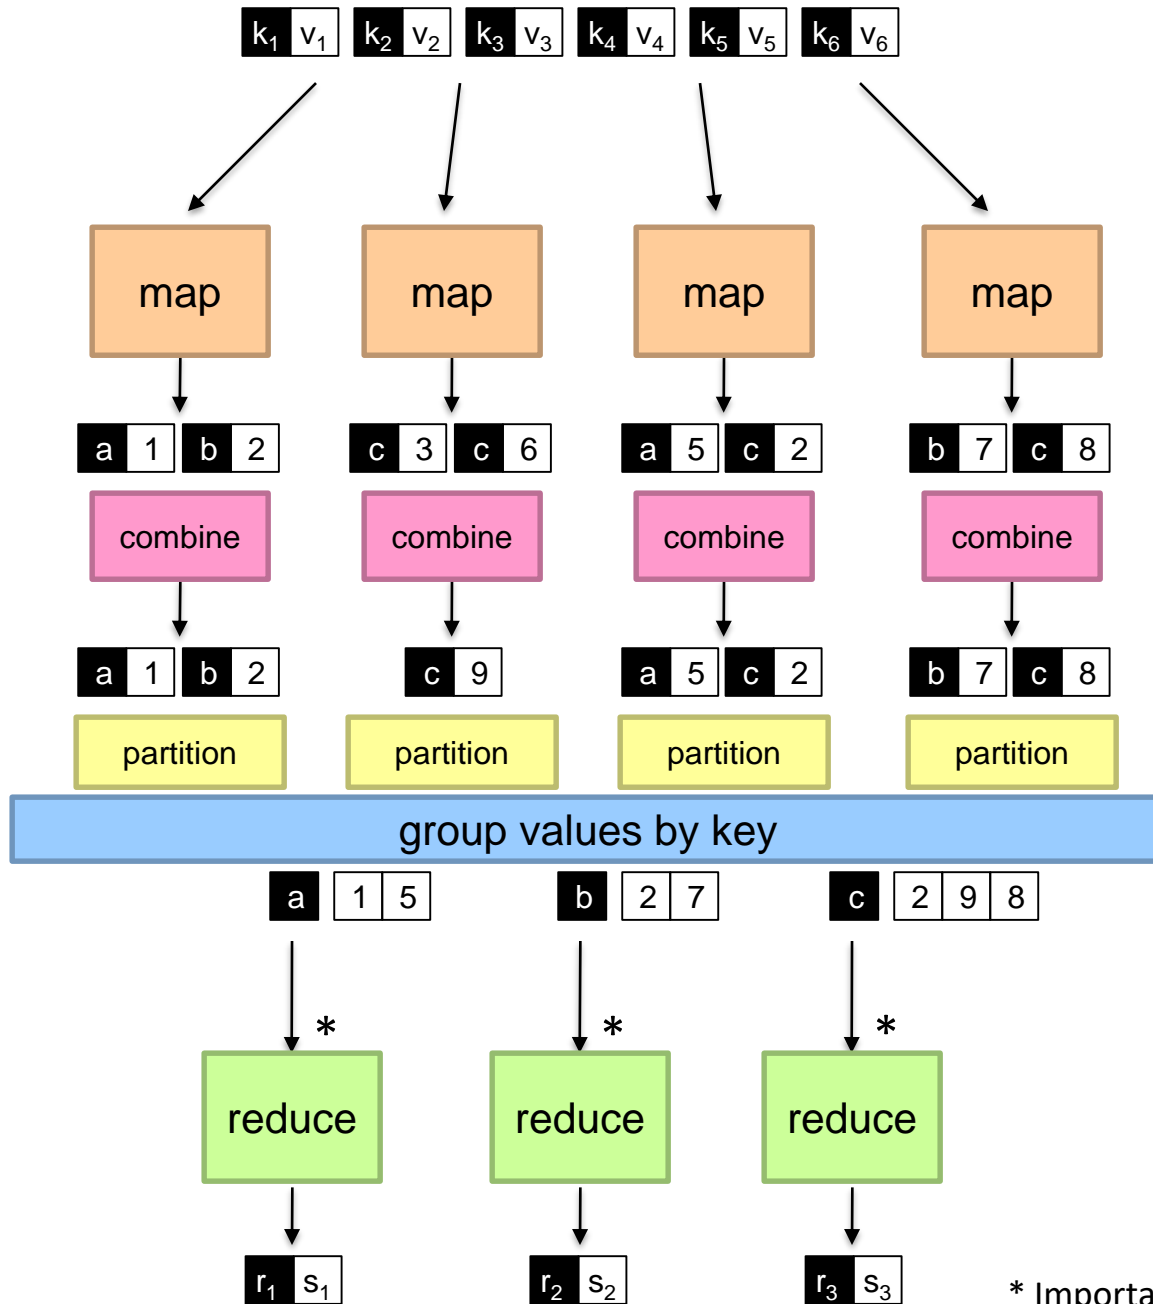 k₁ v₁ k₂ v₂ k₃ v₃ k₄ v₄ k₅ v₅ k₆ v₆
map map map map
a 1 b 2 c 3 c 6 a 5 c 2 b 7 c 8
combine combine combine combine
a 1 b 2 c 9 a 5 c 2 b 7 c 8
partition partition partition partition
group values by key
a 1 5 b 2 7 c 2 9 8
* * *
reduce reduce reduce
r₁ s₁ r₂ s₂ r₃ s₃
* Importa